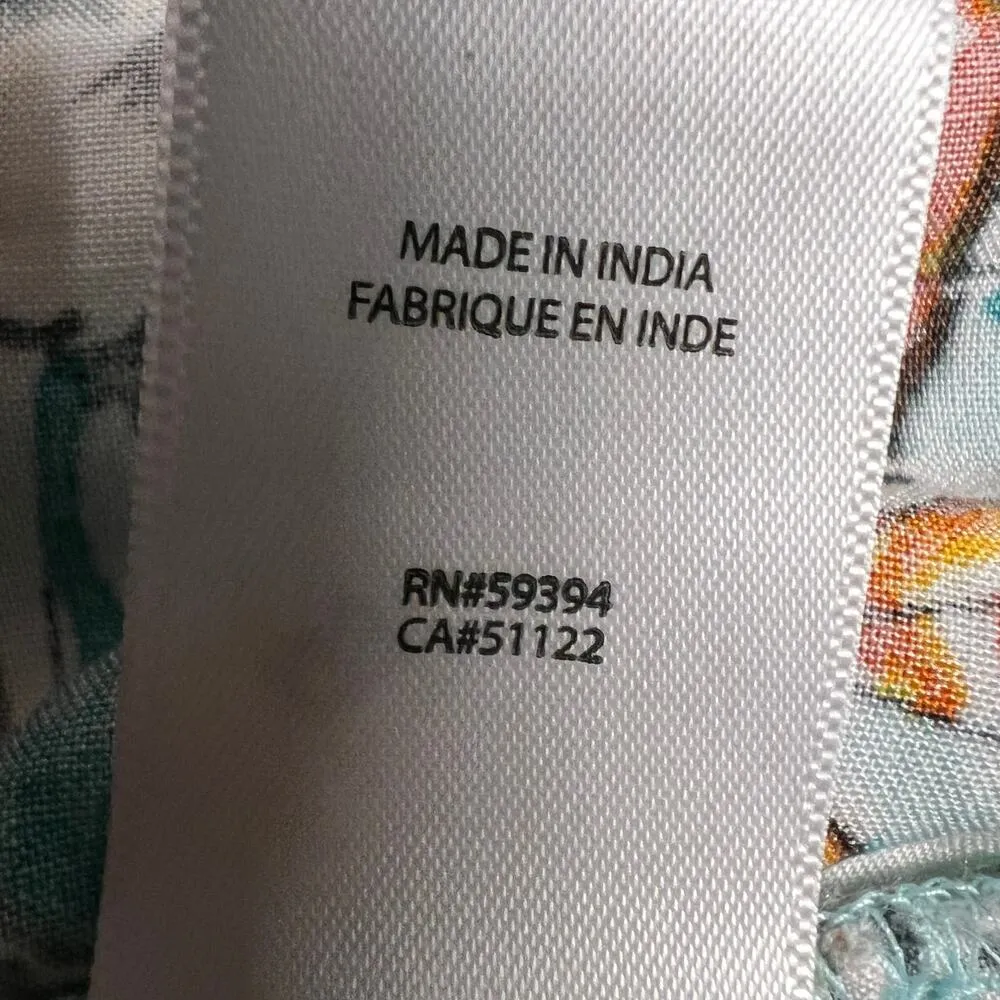 MADE IN INDIA
FABRIQUE EN INDE
RN#59394
CA#51122